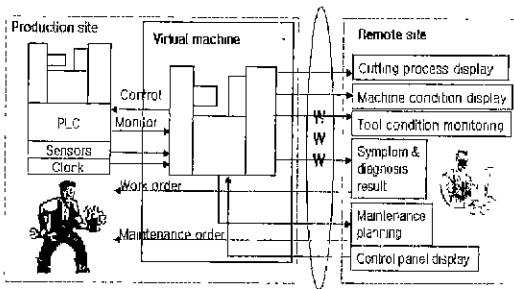 Production site
Virtual machine
Remote site
Control
PLC
Monitor
Sensors
Clock
Work order
Maintenance order
W
W
W
Cutting process display
Machine condition display
Tool condition monitoring
Symptom &
diagnosis
result
Maintenance
planning
Control panel display